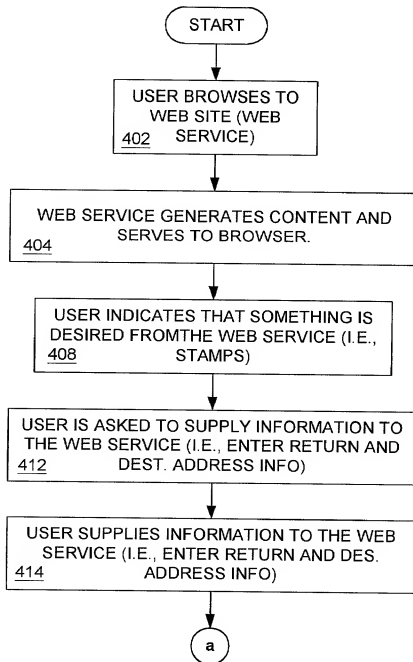 START
USER BROWSES TO
WEB SITE (WEB
SERVICE)
402
WEB SERVICE GENERATES CONTENT AND
SERVES TO BROWSER.
404
USER INDICATES THAT SOMETHING IS
DESIRED FROMTHE WEB SERVICE (I.E.,
STAMPS)
408
USER IS ASKED TO SUPPLY INFORMATION TO
THE WEB SERVICE (I.E., ENTER RETURN AND
DEST. ADDRESS INFO)
412
USER SUPPLIES INFORMATION TO THE WEB
SERVICE (I.E., ENTER RETURN AND DES.
ADDRESS INFO)
414
a